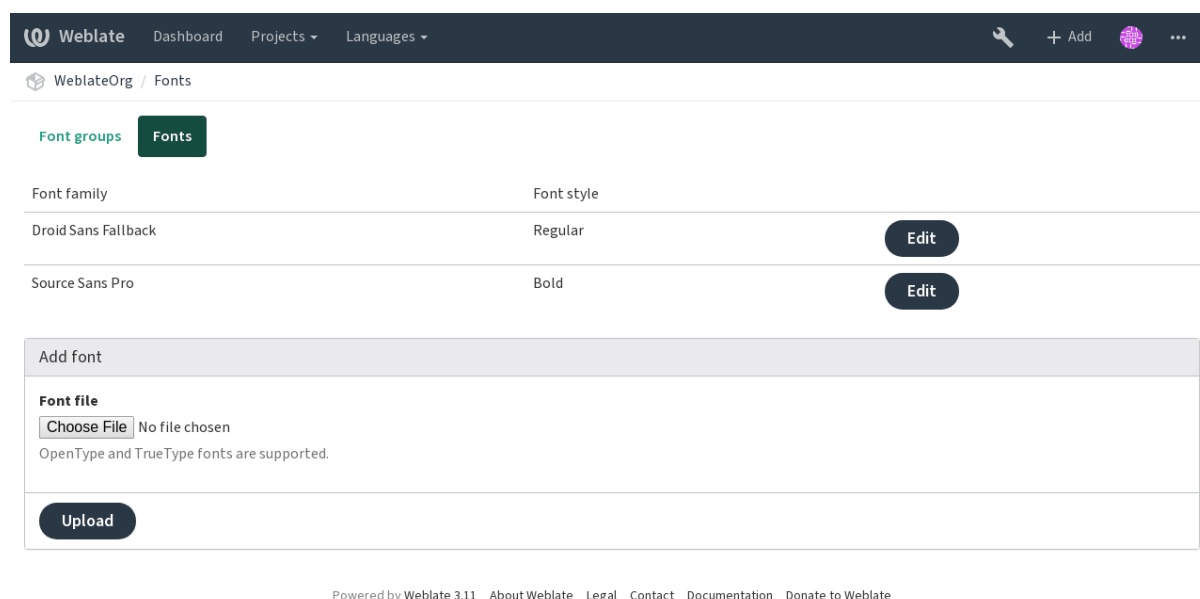 Weblate Dashboard Projects Languages + Add
WeblateOrg / Fonts
Font groups Fonts
Font family Font style
Droid Sans Fallback Regular Edit
Source Sans Pro Bold Edit
Add font
Font file
Choose File No file chosen
OpenType and TrueType fonts are supported.
Upload
Powered by Weblate 3.11 About Weblate Legal Contact Documentation Donate to Weblate